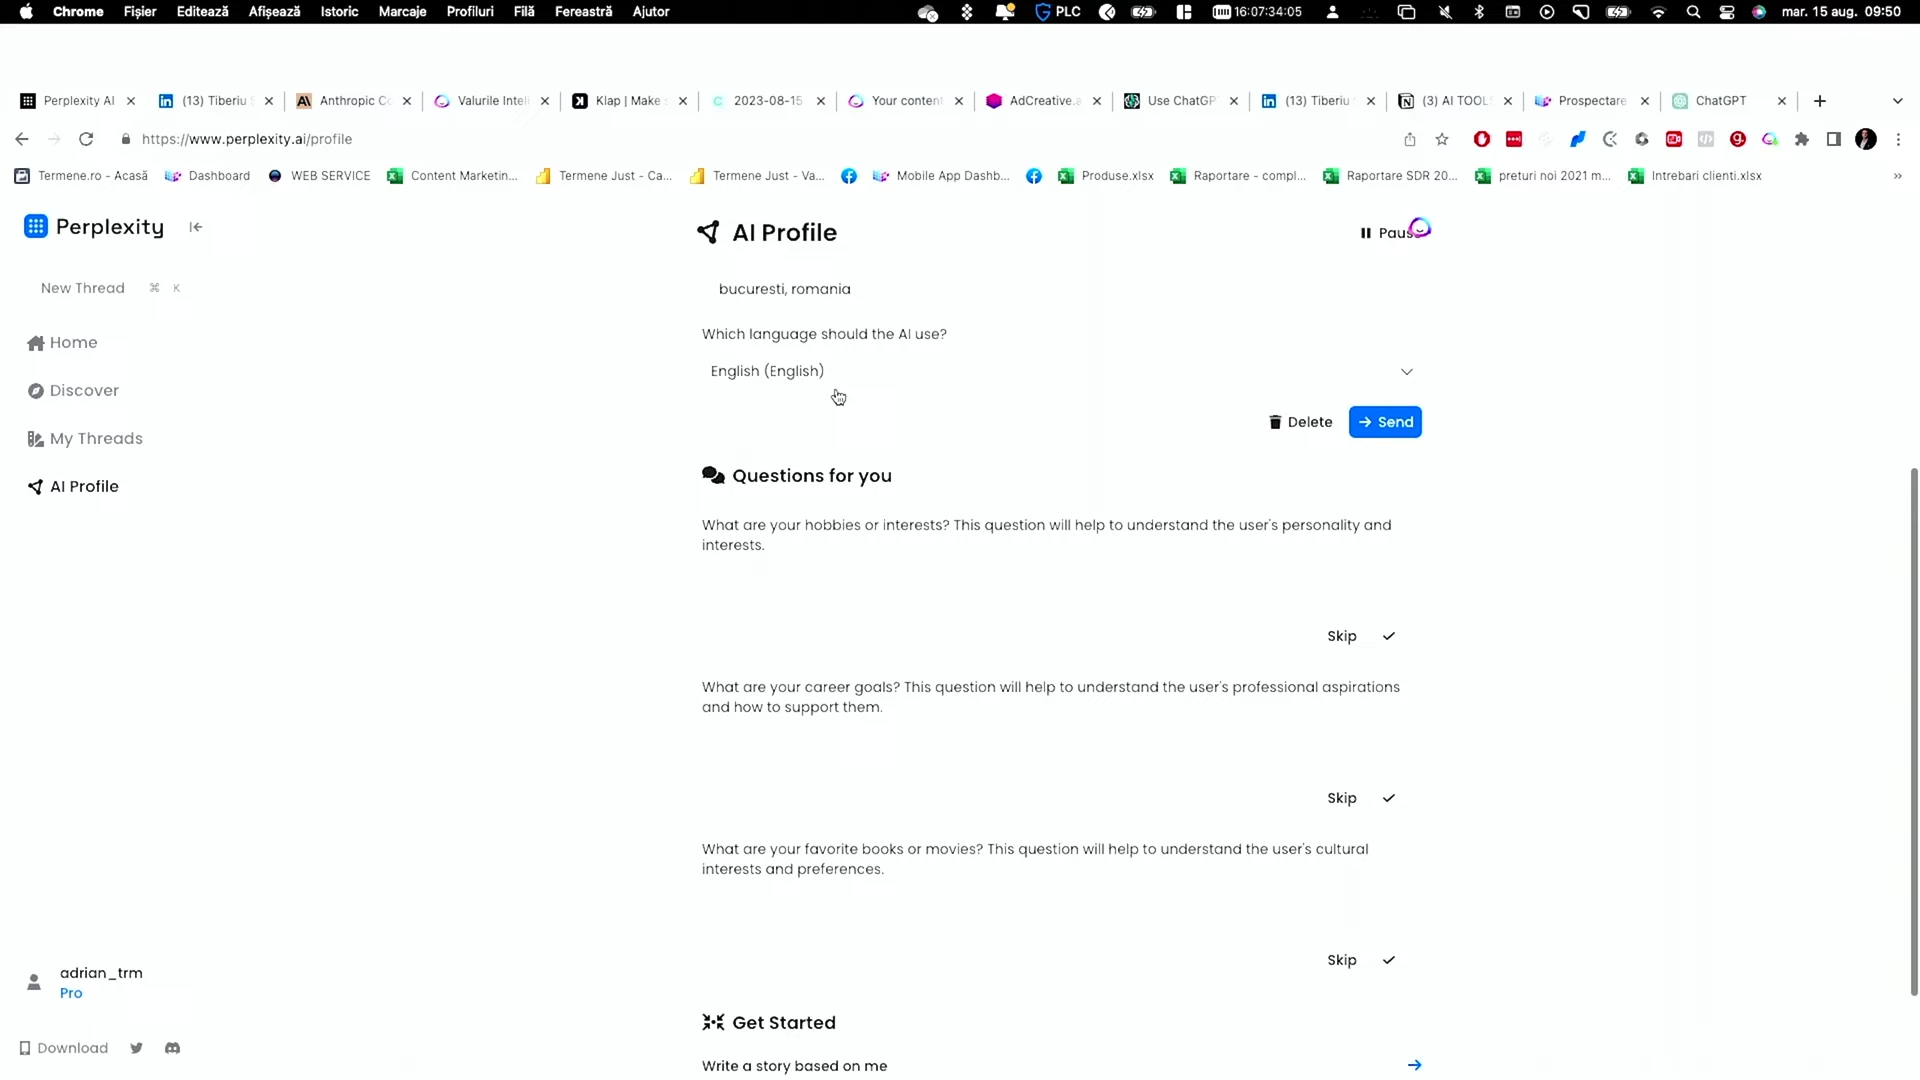 Chrome Fișier Editează Afișează Istoric Marcaje Profiluri Filă Fereastră Ajutor PLC 16:07:34:05 mar. 15 aug. 09:50
Perplexity AI (13) Tiberiu Anthropic Co Valurile Inteli Klap | Make 2023-08-15 Your content AdCreative.a Use ChatGP (13) Tiberiu (3) AI TOOLS Prospectare ChatGPT
https://www.perplexity.ai/profile
Termene.ro - Acasă Dashboard WEB SERVICE Content Marketin... Termene Just - Ca... Termene Just - Va... Mobile App Dashb... Produse.xlsx Raportare - compl... Raportare SDR 20... preturi noi 2021 m... Intrebari clienti.xlsx »
Perplexity
AI Profile
Paus
New Thread ⌘ K
bucuresti, romania
Home
Which language should the AI use?
English (English)
Discover
Delete
Send
My Threads
AI Profile
Questions for you
What are your hobbies or interests? This question will help to understand the user's personality and
interests.
Skip
What are your career goals? This question will help to understand the user's professional aspirations
and how to support them.
Skip
What are your favorite books or movies? This question will help to understand the user's cultural
interests and preferences.
Skip
adrian_trm
Pro
Get Started
Download
Write a story based on me